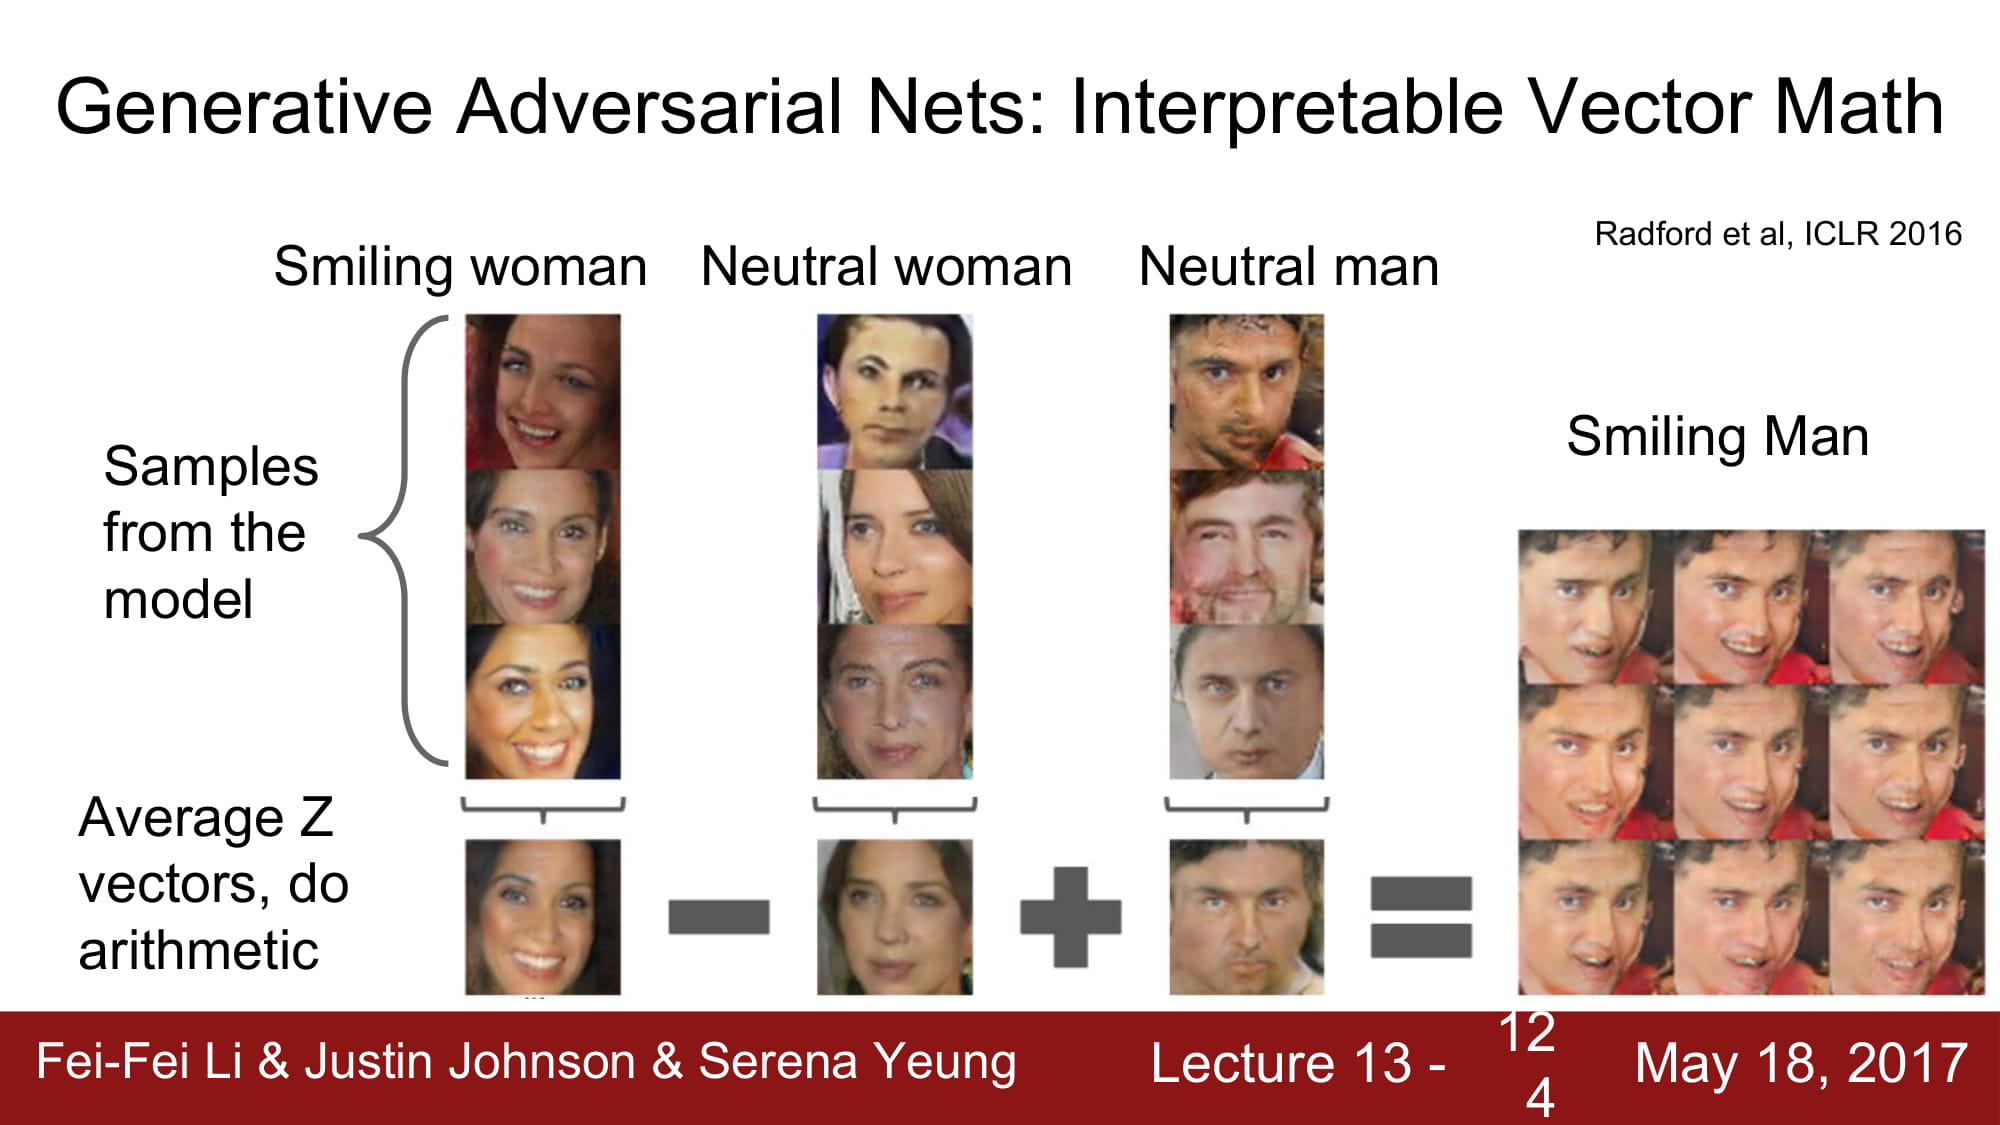 Generative Adversarial Nets: Interpretable Vector Math
Radford et al, ICLR 2016
Smiling woman
Neutral woman
Neutral man
Smiling Man
Samples
from the
model
Average Z
vectors, do
arithmetic
Fei-Fei Li & Justin Johnson & Serena Yeung
Lecture 13 -
12
4
May 18, 2017